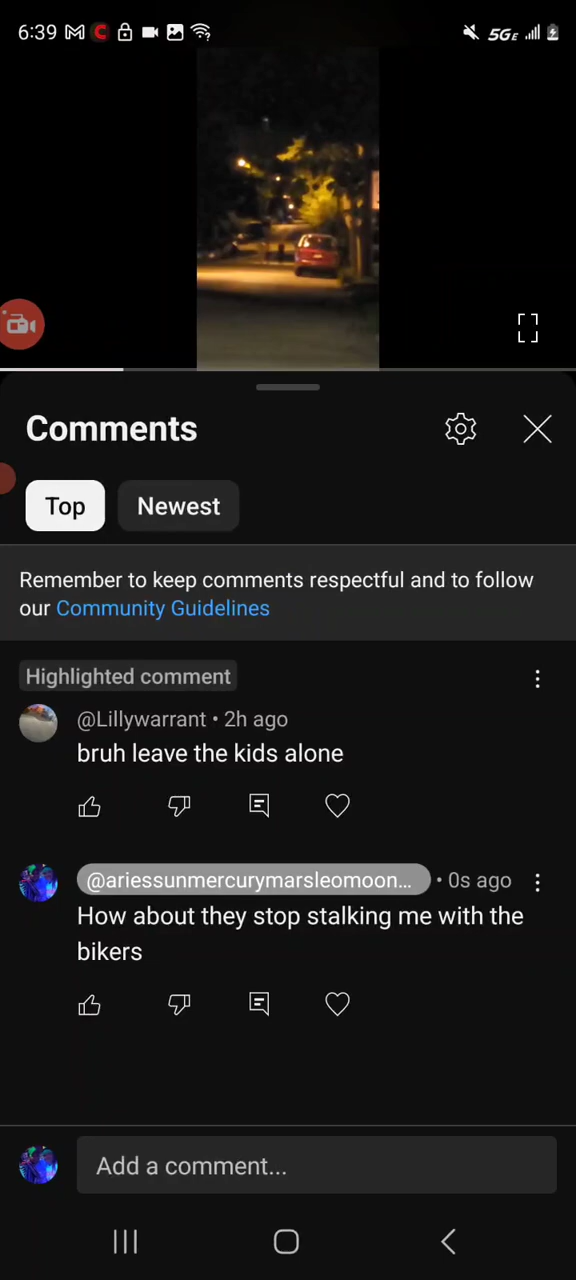 6:39
5GE
Comments
Top
Newest
Remember to keep comments respectful and to follow
our Community Guidelines
Highlighted comment
@Lillywarrant • 2h ago
bruh leave the kids alone
@ariessunmercurymarsleomoon... • 0s ago
How about they stop stalking me with the
bikers
Add a comment...